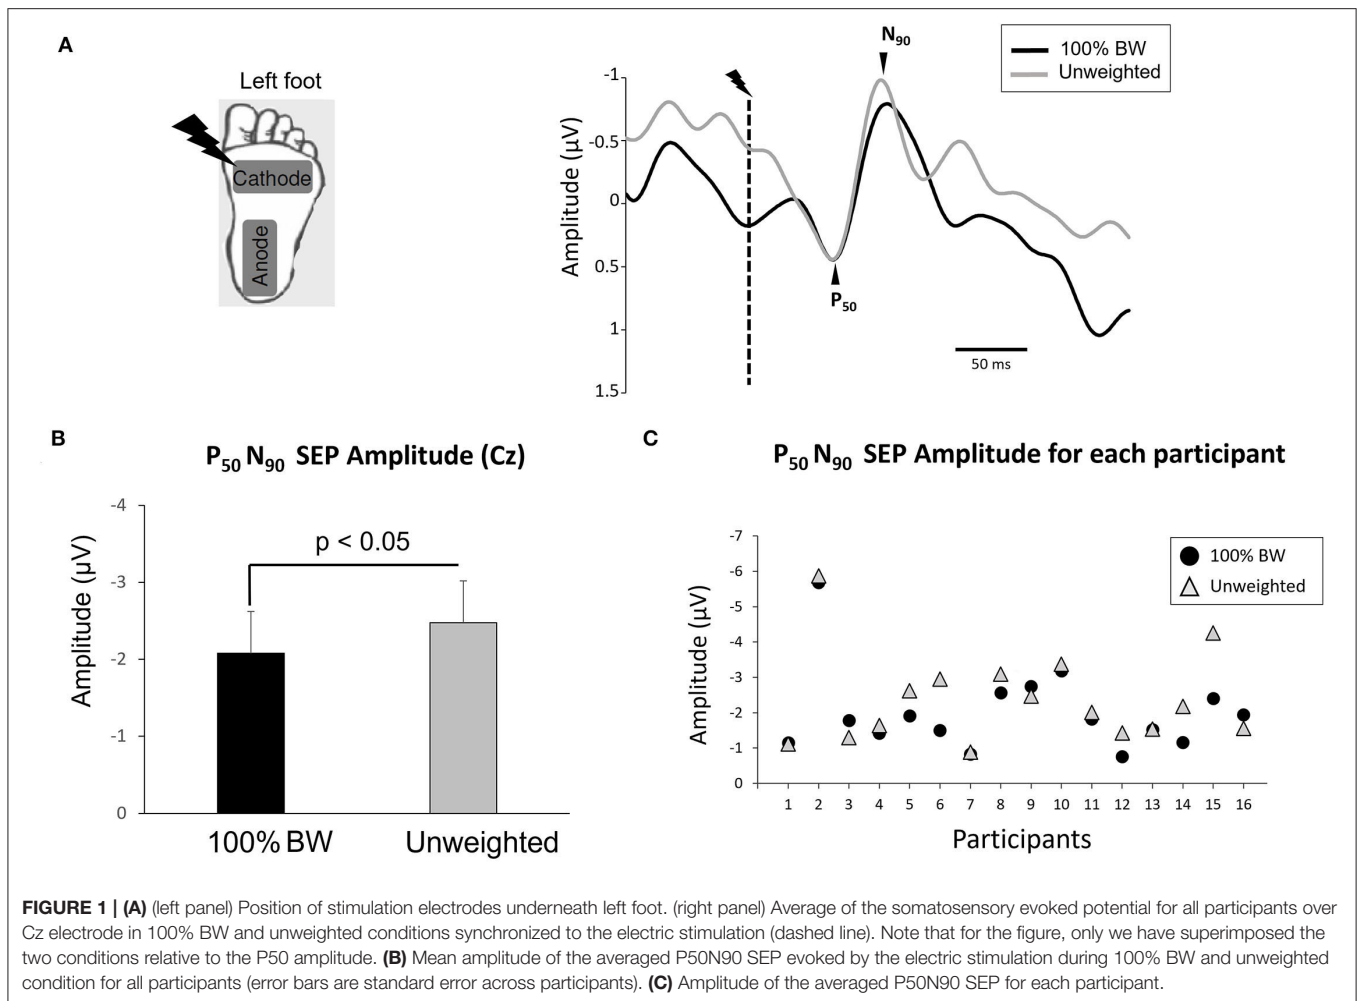 A
Left foot
Cathode
Anode
N90
100% BW
Unweighted
-1
-0.5
0
0.5
1
1.5
Amplitude (µV)
P50
50 ms
B
P50 N90 SEP Amplitude (Cz)
-4
-3
-2
-1
0
Amplitude (µV)
p < 0.05
100% BW
Unweighted
C
P50 N90 SEP Amplitude for each participant
-7
-6
-5
-4
-3
-2
-1
0
Amplitude (µV)
100% BW
Unweighted
1 2 3 4 5 6 7 8 9 10 11 12 13 14 15 16
Participants
FIGURE 1 | (A) (left panel) Position of stimulation electrodes underneath left foot. (right panel) Average of the somatosensory evoked potential for all participants over
Cz electrode in 100% BW and unweighted conditions synchronized to the electric stimulation (dashed line). Note that for the figure, only we have superimposed the
two conditions relative to the P50 amplitude. (B) Mean amplitude of the averaged P50N90 SEP evoked by the electric stimulation during 100% BW and unweighted
condition for all participants (error bars are standard error across participants). (C) Amplitude of the averaged P50N90 SEP for each participant.